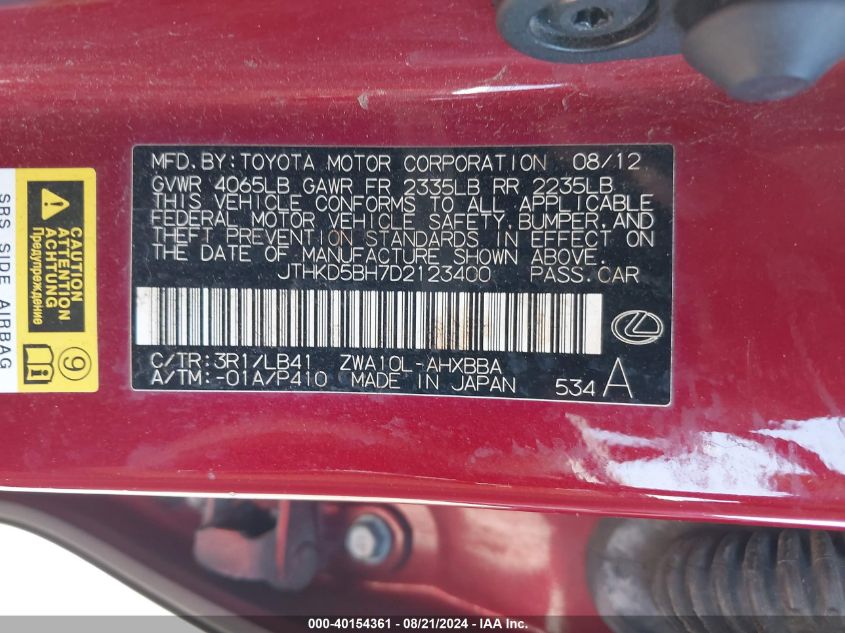 MFD. BY: TOYOTA MOTOR CORPORATION 08/12
GVWR 4065LB GAWR FR 2335LB RR 2235LB
THIS VEHICLE CONFORMS TO ALL APPLICABLE
FEDERAL MOTOR VEHICLE SAFETY, BUMPER, AND
THEFT PREVENTION STANDARDS IN EFFECT ON
THE DATE OF MANUFACTURE SHOWN ABOVE.
JTHKD5BH7D2123400 PASS. CAR
C/TR: 3R1/LB41 ZWA10L-AHXBBA
A/TM: -01A/P410 MADE IN JAPAN 534 A
SRS SIDE AIRBAG
CAUTION
ATTENTION
ACHTUNG
Предупреждение
9
000-40154361 - 08/21/2024 - IAA Inc.